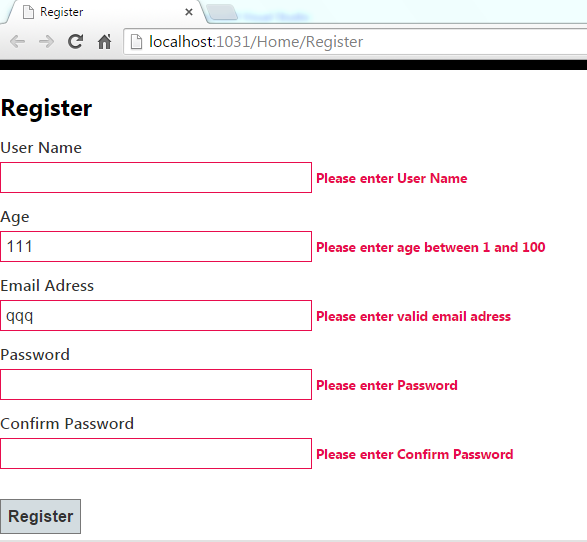 Register
localhost:1031/Home/Register
Register
User Name
Please enter User Name
Age
111 Please enter age between 1 and 100
Email Adress
qqq Please enter valid email adress
Password
Please enter Password
Confirm Password
Please enter Confirm Password
Register